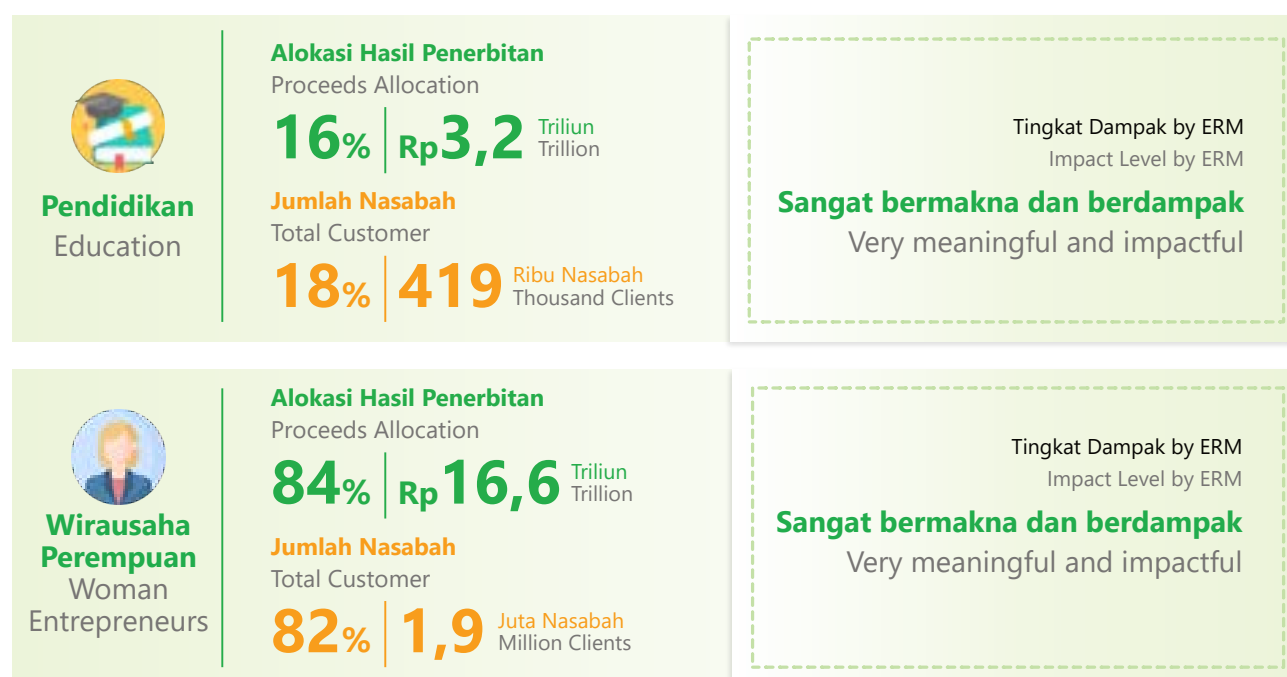 Pendidikan
Education
Alokasi Hasil Penerbitan
Proceeds Allocation
16% Rp3,2 Triliun
Trillion
Jumlah Nasabah
Total Customer
18% 419 Ribu Nasabah
Thousand Clients
Tingkat Dampak by ERM
Impact Level by ERM
Sangat bermakna dan berdampak
Very meaningful and impactful
Wirausaha
Perempuan
Woman
Entrepreneurs
Alokasi Hasil Penerbitan
Proceeds Allocation
84% Rp16,6 Triliun
Trillion
Jumlah Nasabah
Total Customer
82% 1,9 Juta Nasabah
Million Clients
Tingkat Dampak by ERM
Impact Level by ERM
Sangat bermakna dan berdampak
Very meaningful and impactful